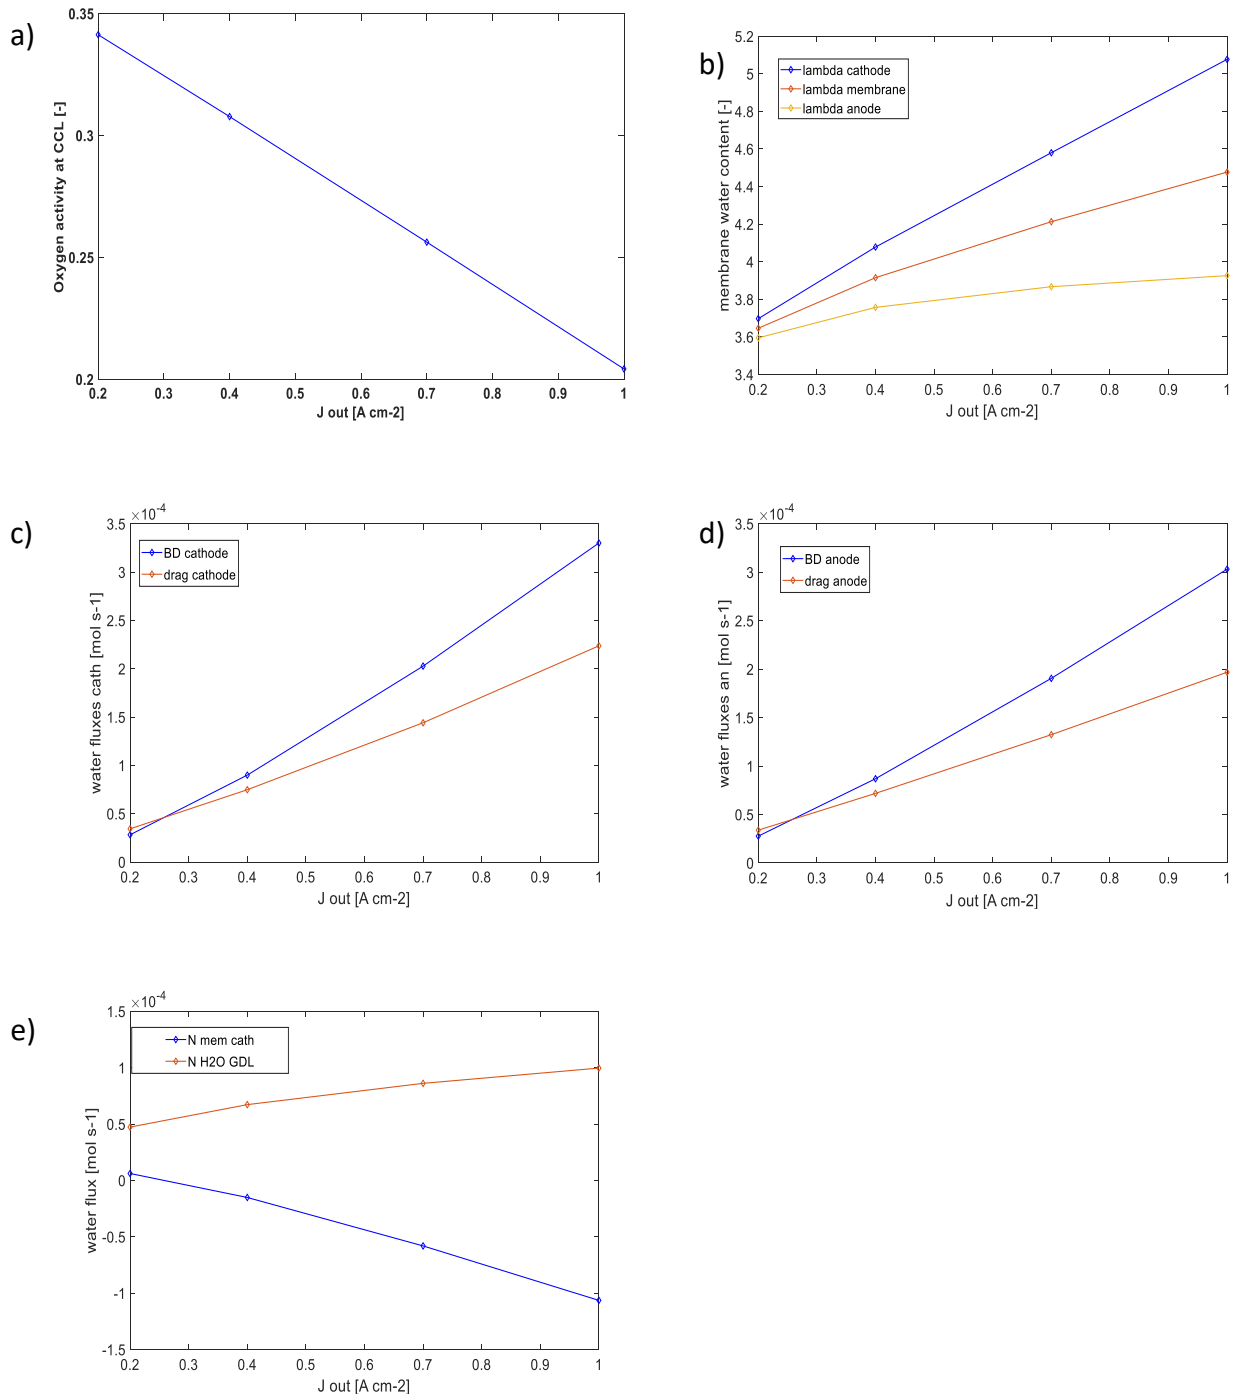 a)
0.35
0.3
0.25
0.2
Oxygen activity at CCL [-]
0.2 0.3 0.4 0.5 0.6 0.7 0.8 0.9 1
J out [A cm-2]
b)
5.2
5
4.8
4.6
4.4
4.2
4
3.8
3.6
3.4
membrane water content [-]
lambda cathode
lambda membrane
lambda anode
0.2 0.3 0.4 0.5 0.6 0.7 0.8 0.9 1
J out [A cm-2]
c)
×10-4
3.5
3
2.5
2
1.5
1
0.5
0
water fluxes cath [mol s-1]
BD cathode
drag cathode
0.2 0.3 0.4 0.5 0.6 0.7 0.8 0.9 1
J out [A cm-2]
d)
×10-4
3.5
3
2.5
2
1.5
1
0.5
0
water fluxes an [mol s-1]
BD anode
drag anode
0.2 0.3 0.4 0.5 0.6 0.7 0.8 0.9 1
J out [A cm-2]
e)
×10-4
1.5
1
0.5
0
-0.5
-1
-1.5
water flux [mol s-1]
N mem cath
N H2O GDL
0.2 0.3 0.4 0.5 0.6 0.7 0.8 0.9 1
J out [A cm-2]